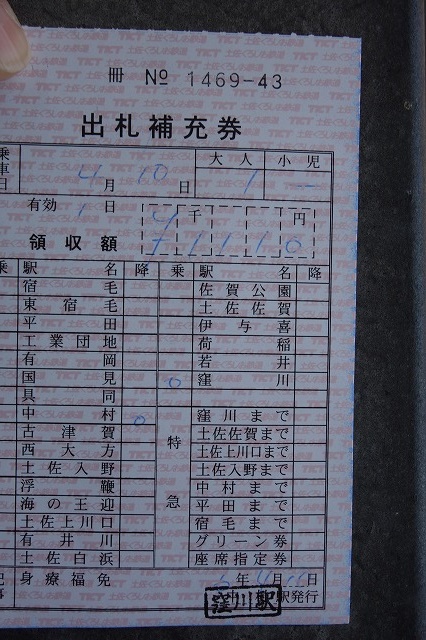 冊 № 1469-43
出札補充券
乗車日 4月10日 大人 小児
1 —
有効 1日 千 円
領収額
乗 駅名 降 乗 駅名 降
宿毛 佐賀公園
東宿毛 土佐佐賀
平田 伊与喜
工業団地 荷稲
有岡 若井
国見 ○ 窪川
具同
中村 ○ 窪川まで
古津賀 特急 土佐佐賀まで
西大方 土佐上川口まで
土佐入野 土佐入野まで
浮鞭 中村まで
海の王迎 平田まで
土佐上川口 宿毛まで
有井川 グリーン券
土佐白浜 座席指定券
記事 身療福免 年 月 日
窪川駅 駅発行